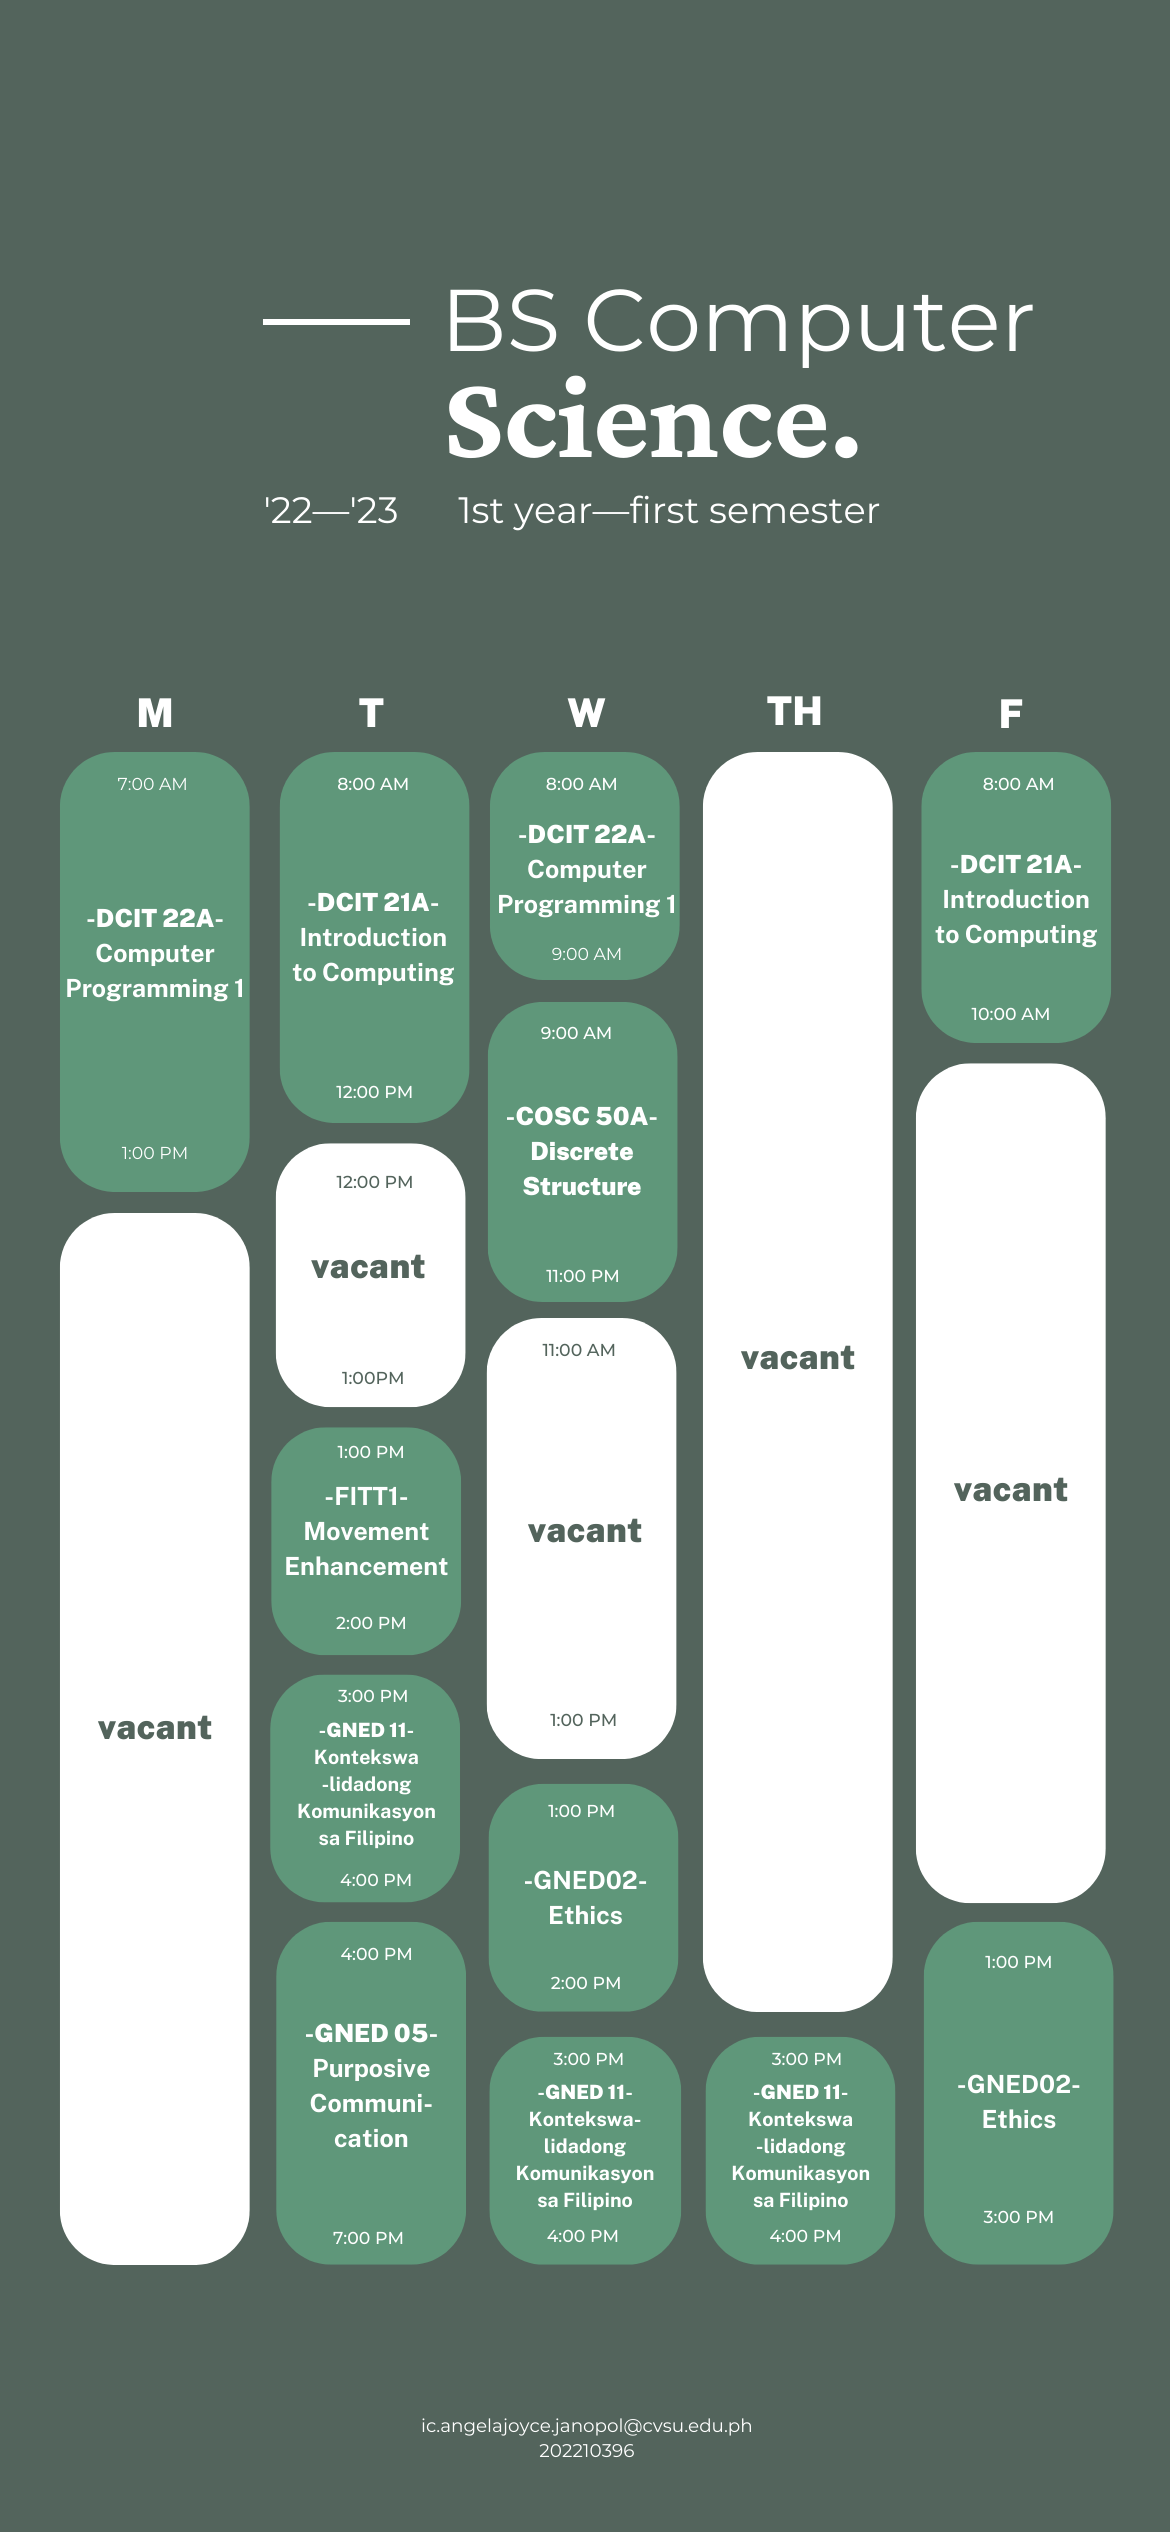 BS Computer
Science.
'22—'23 1st year—first semester
M
7:00 AM
-DCIT 22A-
Computer
Programming 1
1:00 PM
vacant
T
8:00 AM
-DCIT 21A-
Introduction
to Computing
12:00 PM
12:00 PM
vacant
1:00PM
1:00 PM
-FITT1-
Movement
Enhancement
2:00 PM
3:00 PM
-GNED 11-
Kontekswa
-lidadong
Komunikasyon
sa Filipino
4:00 PM
4:00 PM
-GNED 05-
Purposive
Communi-
cation
7:00 PM
W
8:00 AM
-DCIT 22A-
Computer
Programming 1
9:00 AM
9:00 AM
-COSC 50A-
Discrete
Structure
11:00 PM
11:00 AM
vacant
1:00 PM
1:00 PM
-GNED02-
Ethics
2:00 PM
3:00 PM
-GNED 11-
Kontekswa-
lidadong
Komunikasyon
sa Filipino
4:00 PM
TH
vacant
3:00 PM
-GNED 11-
Kontekswa
-lidadong
Komunikasyon
sa Filipino
4:00 PM
F
8:00 AM
-DCIT 21A-
Introduction
to Computing
10:00 AM
vacant
1:00 PM
-GNED02-
Ethics
3:00 PM
ic.angelajoyce.janopol@cvsu.edu.ph
202210396